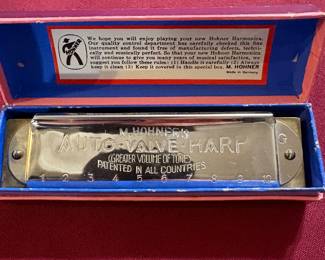 We hope you will enjoy playing your new Hohner Harmonica.
Our quality control department has carefully checked this fine
instrument and found it free of manufacturing defects, tech-
ically and musically perfect. So that your new Hohner Harmonica
will continue to give you many years of musical satisfaction, we
suggest you follow these rules: (1) Handle it carefully (2) Always
keep it clean (3) Keep it covered in this special box. M. HOHNER
Made in Germany
M. HOHNER'S
AUTO-VALVE-HARP
(GREATER VOLUME OF TONE)
PATENTED IN ALL COUNTRIES
G
1 2 3 4 5 6 7 8 9 10